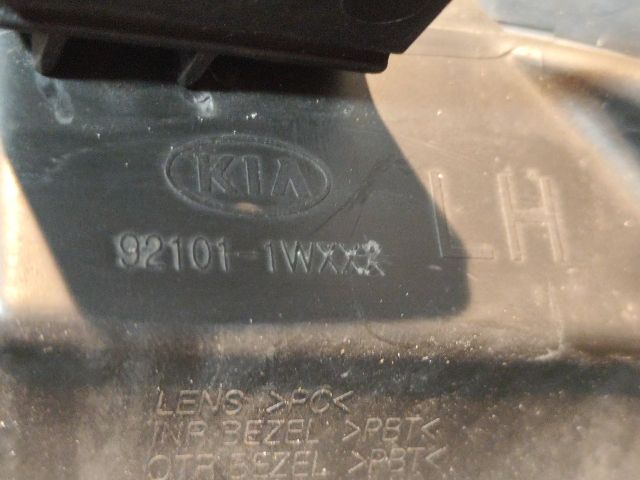 KIA
92101-1WXXX
LH
LENS >PC<
INR BEZEL >PBT<
OTR BEZEL >PBT<